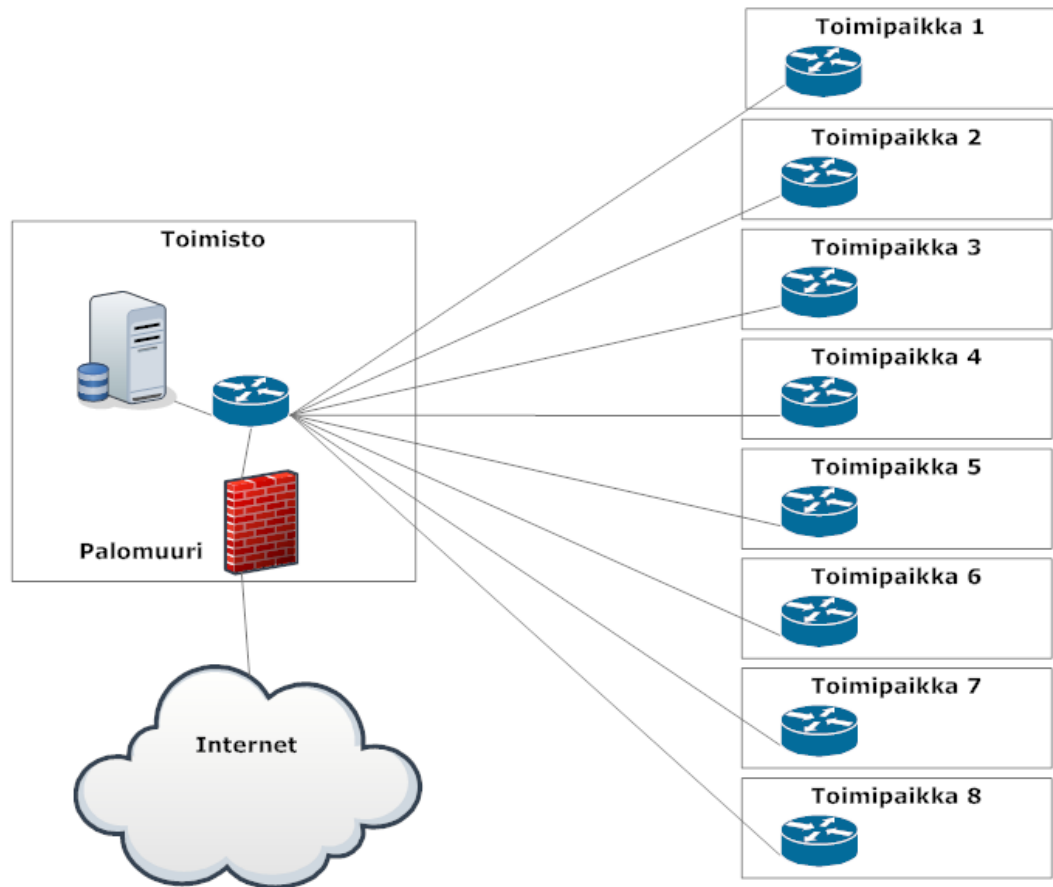 Toimipaikka 1
Toimipaikka 2
Toimisto
Toimipaikka 3
Toimipaikka 4
Toimipaikka 5
Palomuuri
Toimipaikka 6
Toimipaikka 7
Internet
Toimipaikka 8